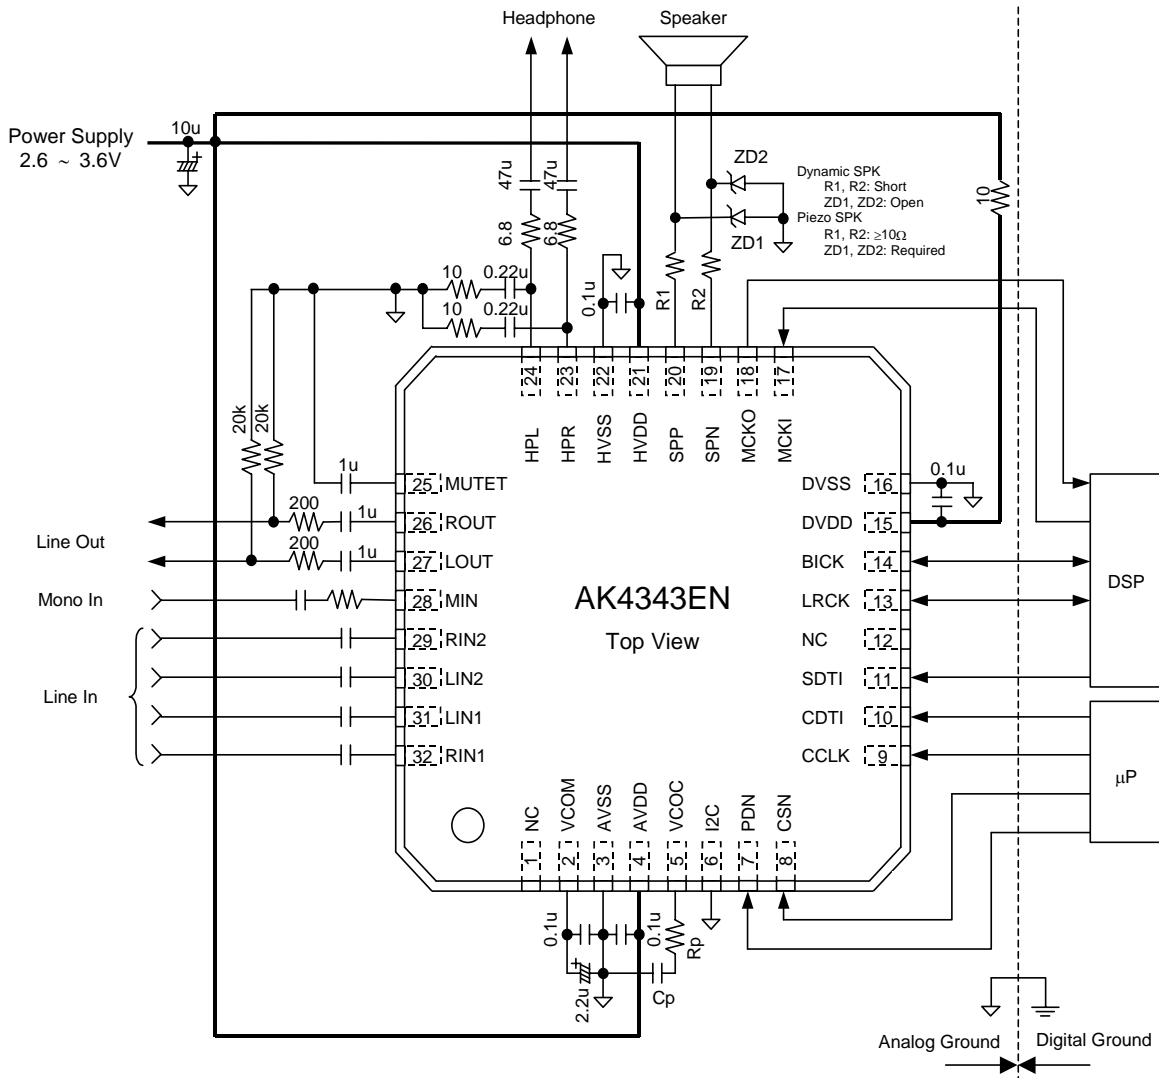 Headphone
Speaker
Power Supply
2.6 ~ 3.6V
10u
+
47u
47u
6.8
6.8
ZD2
ZD1
Dynamic SPK
R1, R2: Short
ZD1, ZD2: Open
Piezo SPK
R1, R2: ≥10Ω
ZD1, ZD2: Required
10
10
0.22u
10
0.22u
0.1u
R1
R2
20k
20k
24
23
22
21
20
19
18
17
HPL
HPR
HVSS
HVDD
SPP
SPN
MCKO
MCKI
1u
25
MUTET
200
1u
26
ROUT
200
1u
27
LOUT
Line Out
Mono In
28
MIN
29
RIN2
30
LIN2
Line In
31
LIN1
32
RIN1
AK4343EN
Top View
DVSS
16
0.1u
DVDD
15
BICK
14
LRCK
13
NC
12
SDTI
11
CDTI
10
CCLK
9
DSP
µP
NC
VCOM
AVSS
AVDD
VCOC
I2C
PDN
CSN
1
2
3
4
5
6
7
8
0.1u
0.1u
Rp
+
2.2u
Cp
Analog Ground
Digital Ground